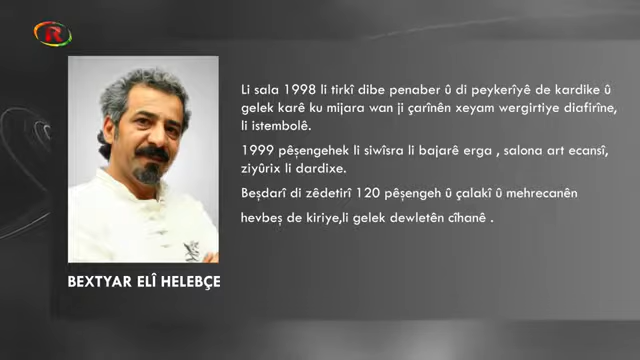 R
Li sala 1998 li tirkî dibe penaber û di peykerîyê de kardike û
gelek karê ku mijara wan ji çarînên xeyam wergirtiye diafirîne,
li istembolê.
1999 pêşengehek li siwîsra li bajarê erga , salona art ecansî,
ziyûrix li dardixe.
Beşdarî di zêdetirî 120 pêşengeh û çalakî û mehrecanên
hevbeş de kiriye,li gelek dewletên cîhanê .
BEXTYAR ELÎ HELEBÇE